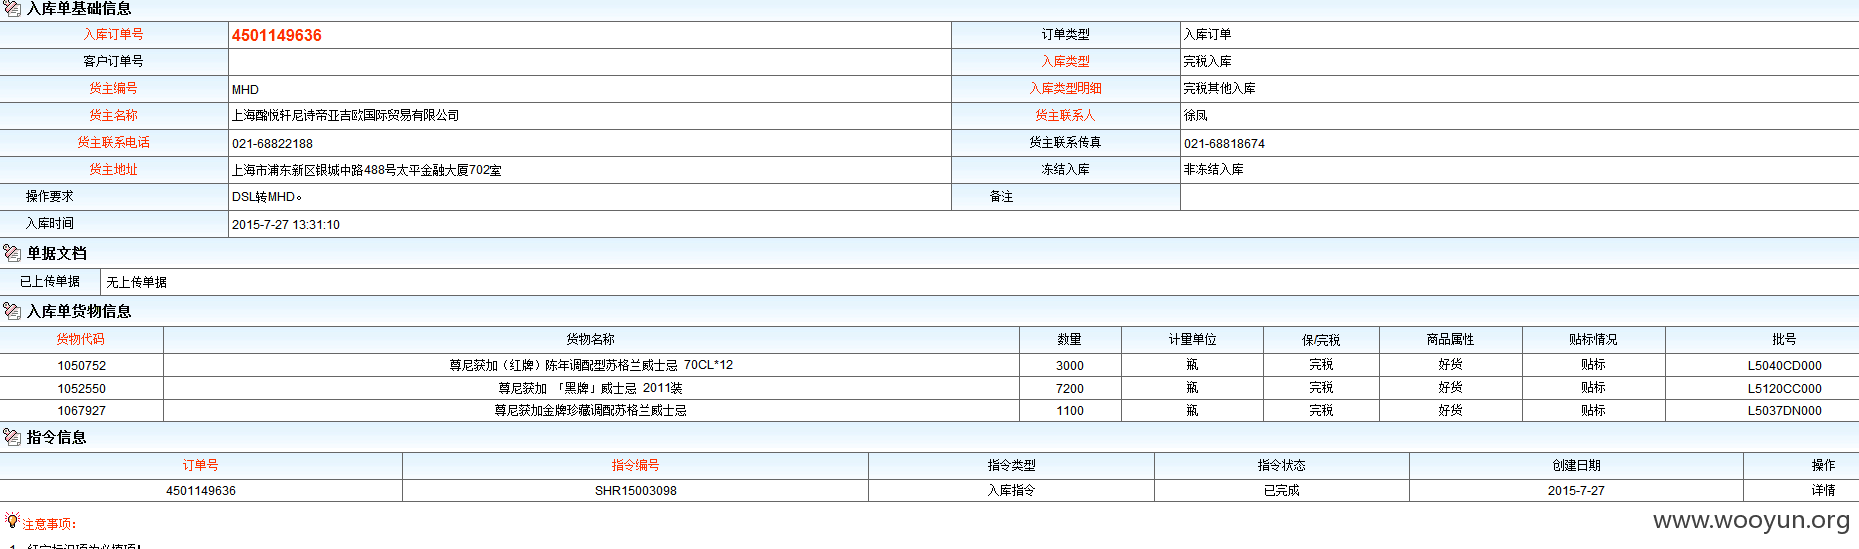 入库单基础信息
入库订单号 4501149636 订单类型 入库订单
客户订单号 入库类型 完税入库
货主编号 MHD 入库类型明细 完税其他入库
货主名称 上海酩悦轩尼诗帝亚吉欧国际贸易有限公司 货主联系人 徐凤
货主联系电话 021-68822188 货主联系传真 021-68818674
货主地址 上海市浦东新区银城中路488号太平金融大厦702室 冻结入库 非冻结入库
操作要求 DSL转MHD。 备注
入库时间 2015-7-27 13:31:10
单据文档
已上传单据 无上传单据
入库单货物信息
货物代码 货物名称 数量 计量单位 保/完税 商品属性 贴标情况 批号
1050752 尊尼获加（红牌）陈年调配型苏格兰威士忌 70CL*12 3000 瓶 完税 好货 贴标 L5040CD000
1052550 尊尼获加 「黑牌」威士忌 2011装 7200 瓶 完税 好货 贴标 L5120CC000
1067927 尊尼获加金牌珍藏调配苏格兰威士忌 1100 瓶 完税 好货 贴标 L5037DN000
指令信息
订单号 指令编号 指令类型 指令状态 创建日期 操作
4501149636 SHR15003098 入库指令 已完成 2015-7-27 详情
注意事项：
www.wooyun.org